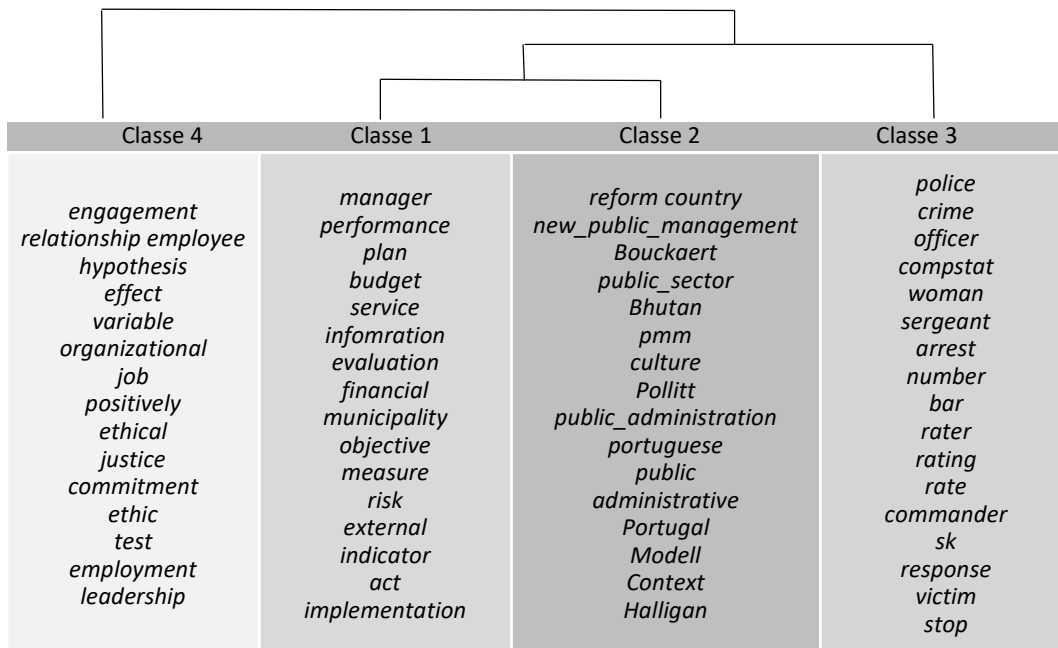 Classe 4
Classe 1
Classe 2
Classe 3
engagement
relationship employee
hypothesis
effect
variable
organizational
job
positively
ethical
justice
commitment
ethic
test
employment
leadership
manager
performance
plan
budget
service
infomration
evaluation
financial
municipality
objective
measure
risk
external
indicator
act
implementation
reform country
new_public_management
Bouckaert
public_sector
Bhutan
pmm
culture
Pollitt
public_administration
portuguese
public
administrative
Portugal
Modell
Context
Halligan
police
crime
officer
compstat
woman
sergeant
arrest
number
bar
rater
rating
rate
commander
sk
response
victim
stop